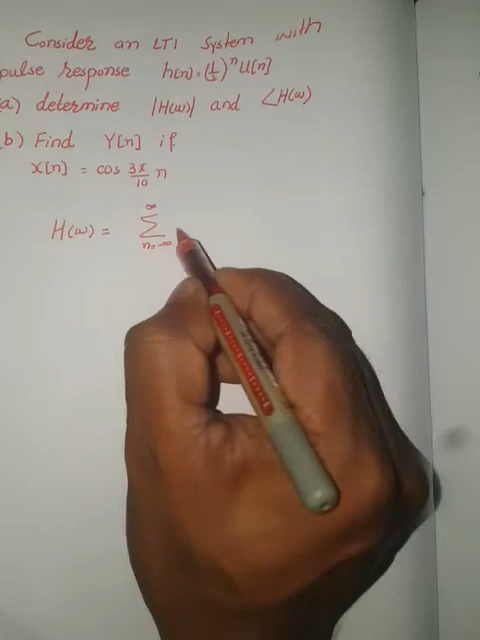 Consider an LTI System with
pulse response h(n) = (1/2)^n U[n]
(a) determine |H(ω)| and ∠H(ω)
b) Find Y[n] if
x[n] = cos 3π/10 n
H(ω) = ∑_{n=-∞}^{∞}